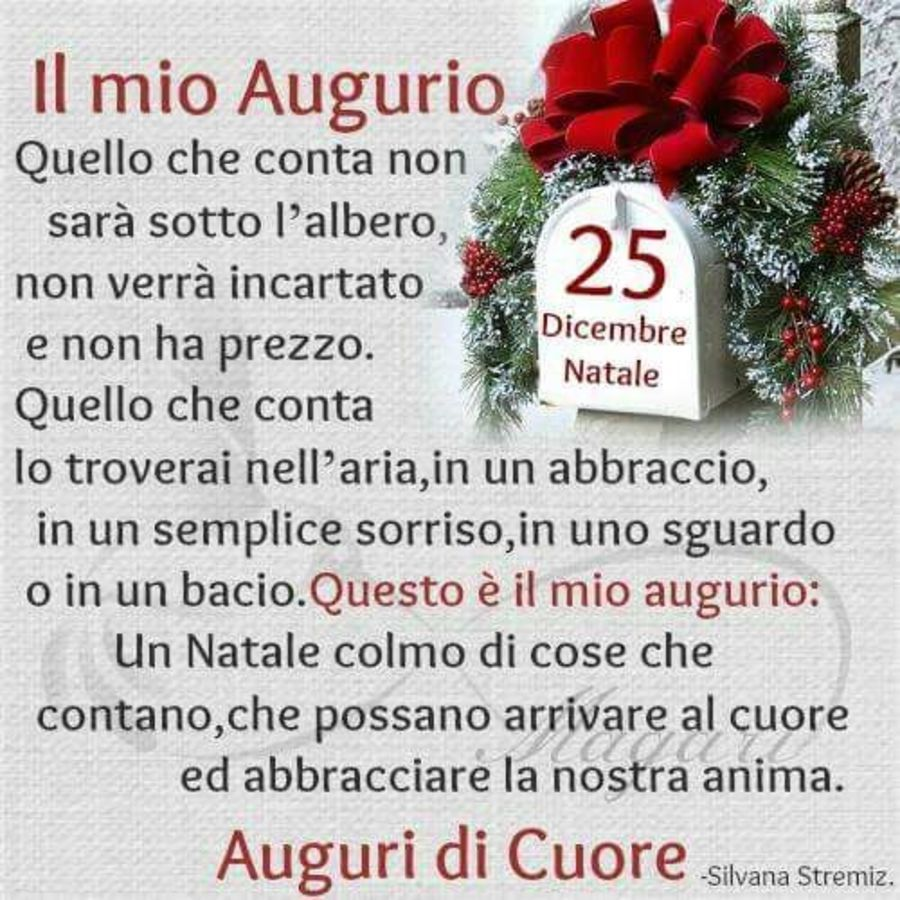 Il mio Augurio
Quello che conta non
sarà sotto l’albero,
non verrà incartato
e non ha prezzo.
Quello che conta
lo troverai nell’aria,in un abbraccio,
in un semplice sorriso,in uno sguardo
o in un bacio.Questo è il mio augurio:
Un Natale colmo di cose che
contano,che possano arrivare al cuore
ed abbracciare la nostra anima.
Auguri di Cuore
-Silvana Stremiz.
25
Dicembre
Natale